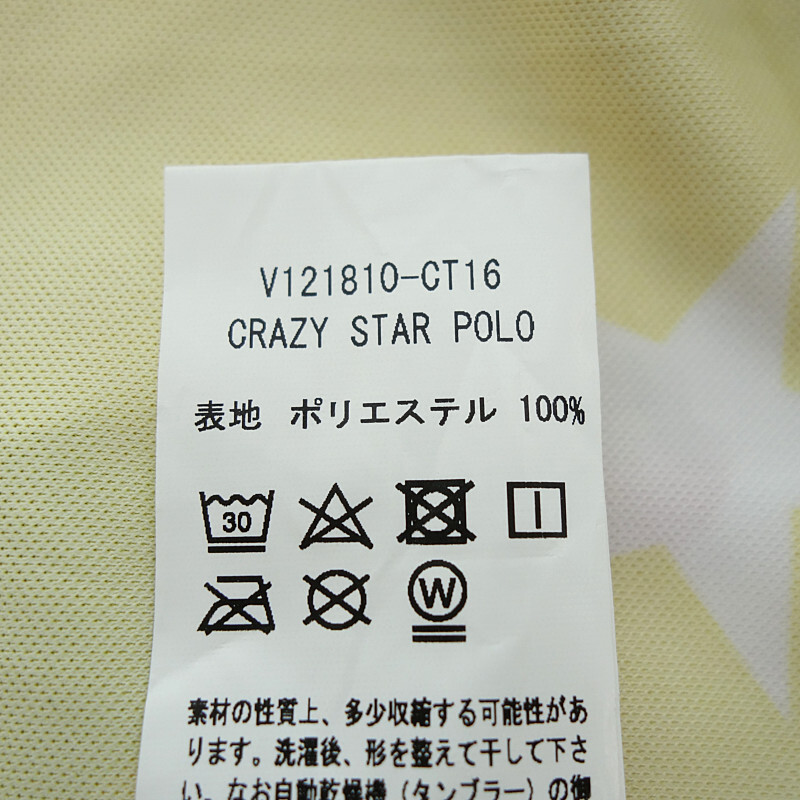 V121810-CT16
CRAZY STAR POLO
表地 ポリエステル 100%
30
W
素材の性質上、多少収縮する可能性があ
ります。洗濯後、形を整えて干して下さ
い。なお自動乾燥機（タンブラー）の御